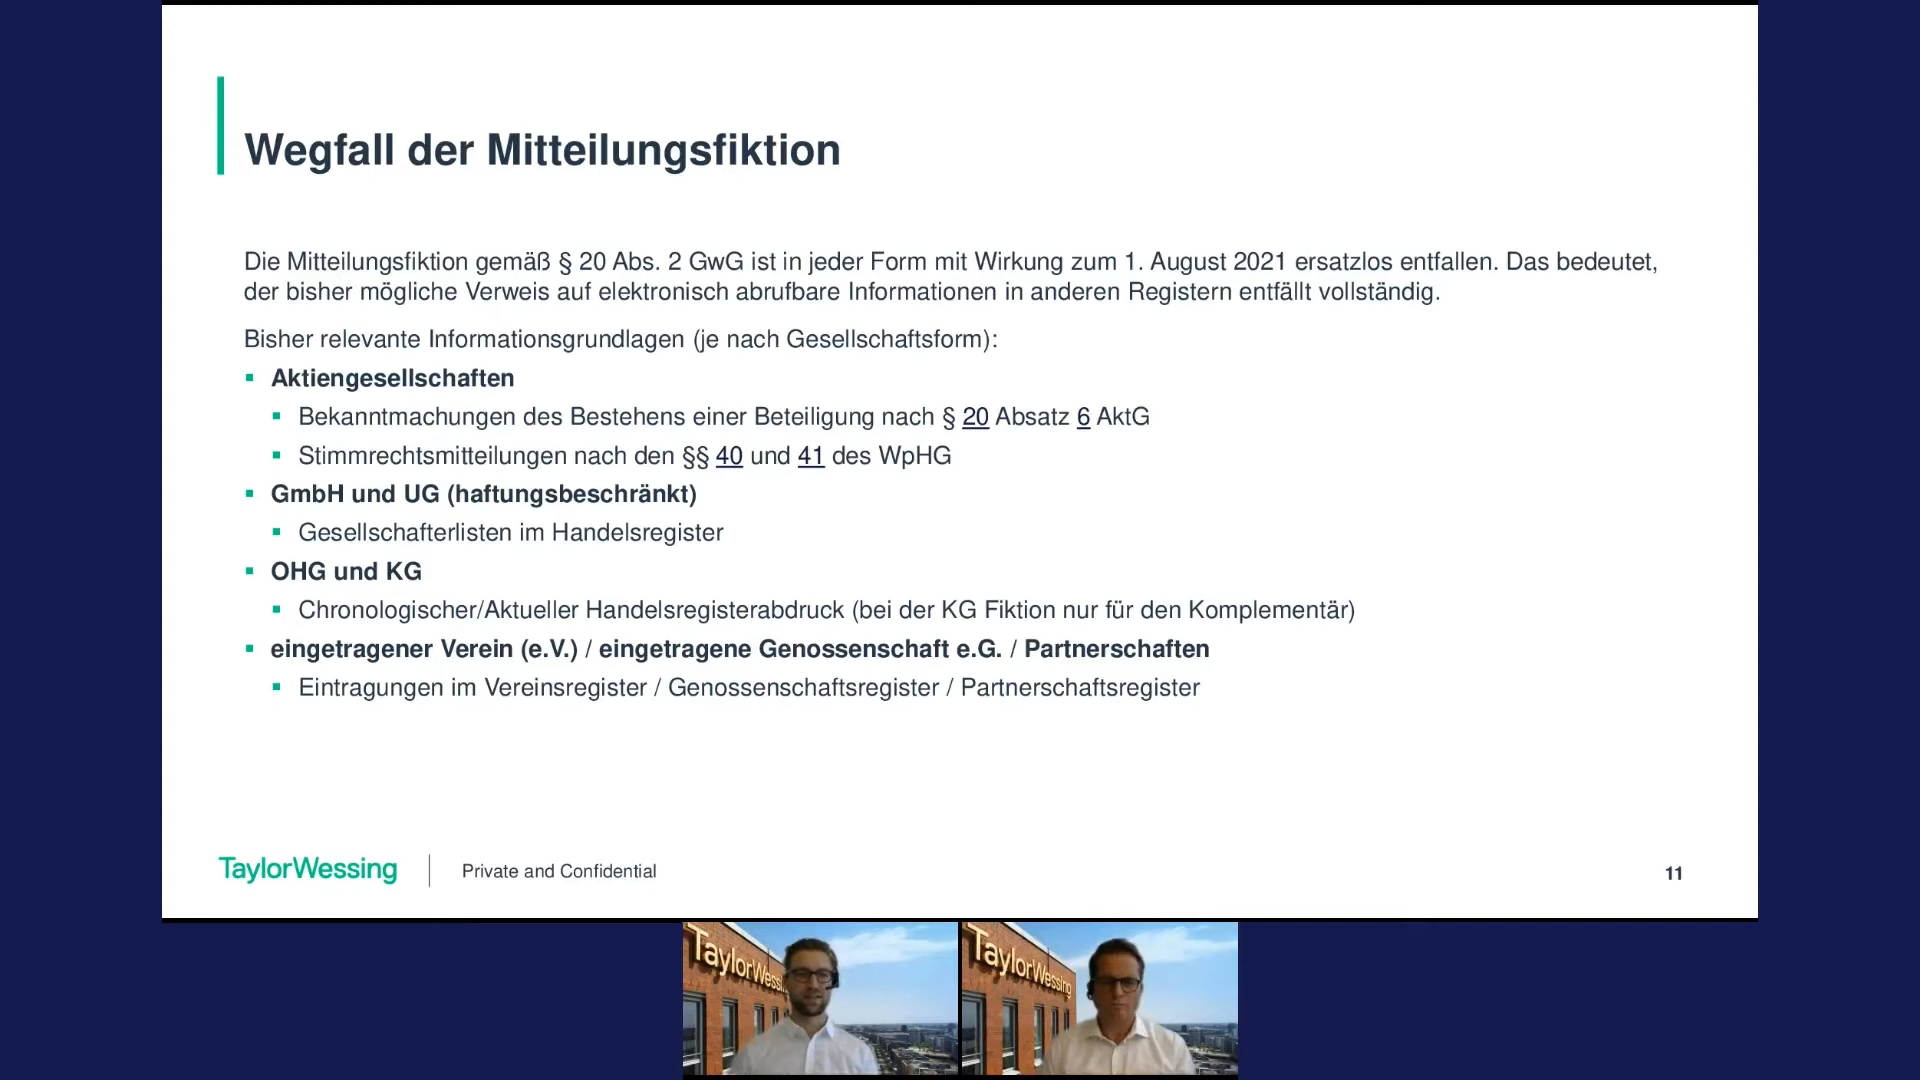 Wegfall der Mitteilungsfiktion
Die Mitteilungsfiktion gemäß § 20 Abs. 2 GwG ist in jeder Form mit Wirkung zum 1. August 2021 ersatzlos entfallen. Das bedeutet,
der bisher mögliche Verweis auf elektronisch abrufbare Informationen in anderen Registern entfällt vollständig.
Bisher relevante Informationsgrundlagen (je nach Gesellschaftsform):
Aktiengesellschaften
Bekanntmachungen des Bestehens einer Beteiligung nach § 20 Absatz 6 AktG
Stimmrechtsmitteilungen nach den §§ 40 und 41 des WpHG
GmbH und UG (haftungsbeschränkt)
Gesellschafterlisten im Handelsregister
OHG und KG
Chronologischer/Aktueller Handelsregisterabdruck (bei der KG Fiktion nur für den Komplementär)
eingetragener Verein (e.V.) / eingetragene Genossenschaft e.G. / Partnerschaften
Eintragungen im Vereinsregister / Genossenschaftsregister / Partnerschaftsregister
TaylorWessing
Private and Confidential
11
TaylorWessi
TaylorWessing